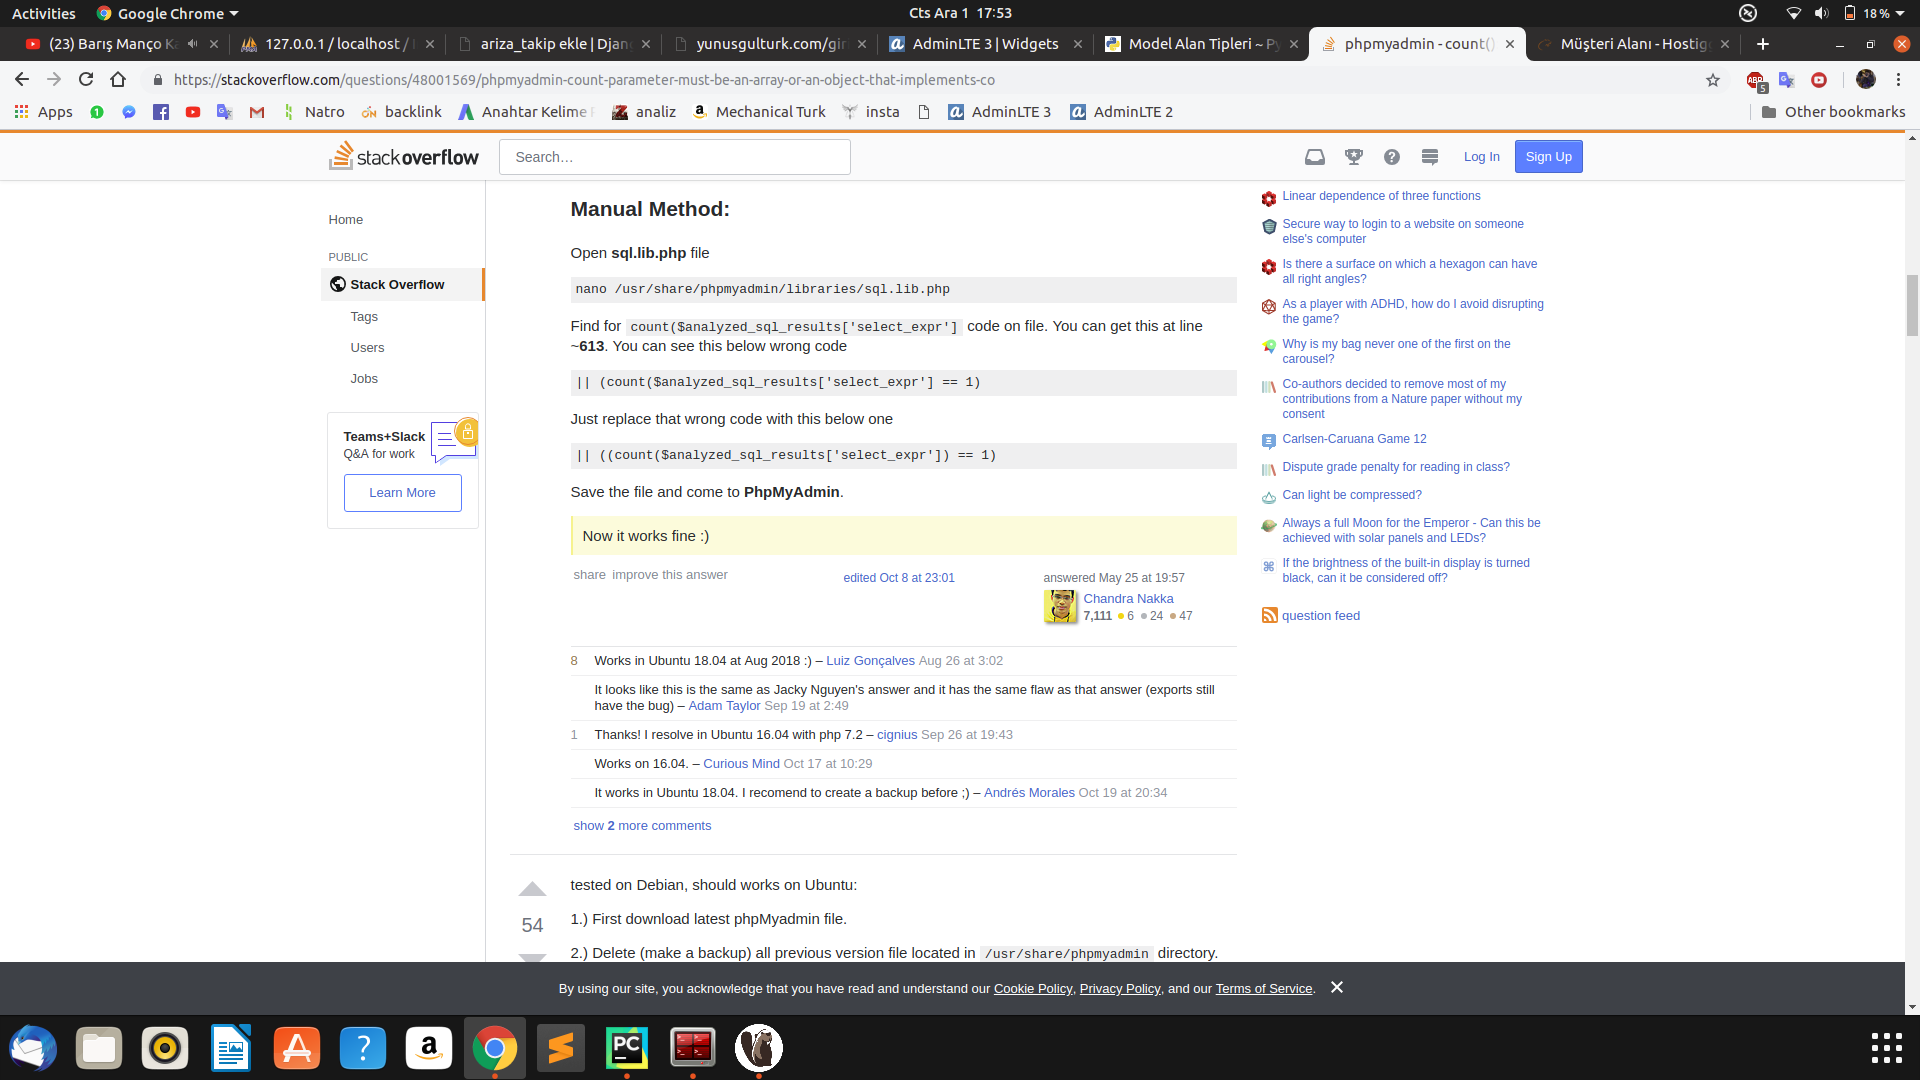 Activities Google Chrome Cts Ara 1 17:53 18 %
(23) Barış Manço Ka 127.0.0.1 / localhost / ariza_takip ekle | Djan yunusgulturk.com/giri AdminLTE 3 | Widgets Model Alan Tipleri ~ Py phpmyadmin - count() Müşteri Alanı - Hostigg
https://stackoverflow.com/questions/48001569/phpmyadmin-count-parameter-must-be-an-array-or-an-object-that-implements-co
Apps Natro backlink Anahtar Kelime analiz Mechanical Turk insta AdminLTE 3 AdminLTE 2 Other bookmarks
stackoverflow Search… Log In Sign Up
Home
PUBLIC
Stack Overflow
Tags
Users
Jobs
Teams+Slack
Q&A for work
Learn More
Manual Method:
Open sql.lib.php file
nano /usr/share/phpmyadmin/libraries/sql.lib.php
Find for count($analyzed_sql_results['select_expr'] code on file. You can get this at line
~613. You can see this below wrong code
|| (count($analyzed_sql_results['select_expr'] == 1)
Just replace that wrong code with this below one
|| ((count($analyzed_sql_results['select_expr']) == 1)
Save the file and come to PhpMyAdmin.
Now it works fine :)
share improve this answer edited Oct 8 at 23:01 answered May 25 at 19:57
Chandra Nakka
7,111 6 24 47
8 Works in Ubuntu 18.04 at Aug 2018 :) – Luiz Gonçalves Aug 26 at 3:02
It looks like this is the same as Jacky Nguyen's answer and it has the same flaw as that answer (exports still
have the bug) – Adam Taylor Sep 19 at 2:49
1 Thanks! I resolve in Ubuntu 16.04 with php 7.2 – cignius Sep 26 at 19:43
Works on 16.04. – Curious Mind Oct 17 at 10:29
It works in Ubuntu 18.04. I recomend to create a backup before ;) – Andrés Morales Oct 19 at 20:34
show 2 more comments
tested on Debian, should works on Ubuntu:
54
1.) First download latest phpMyadmin file.
2.) Delete (make a backup) all previous version file located in /usr/share/phpmyadmin directory.
Linear dependence of three functions
Secure way to login to a website on someone
else's computer
Is there a surface on which a hexagon can have
all right angles?
As a player with ADHD, how do I avoid disrupting
the game?
Why is my bag never one of the first on the
carousel?
Co-authors decided to remove most of my
contributions from a Nature paper without my
consent
Carlsen-Caruana Game 12
Dispute grade penalty for reading in class?
Can light be compressed?
Always a full Moon for the Emperor - Can this be
achieved with solar panels and LEDs?
If the brightness of the built-in display is turned
black, can it be considered off?
question feed
By using our site, you acknowledge that you have read and understand our Cookie Policy, Privacy Policy, and our Terms of Service.